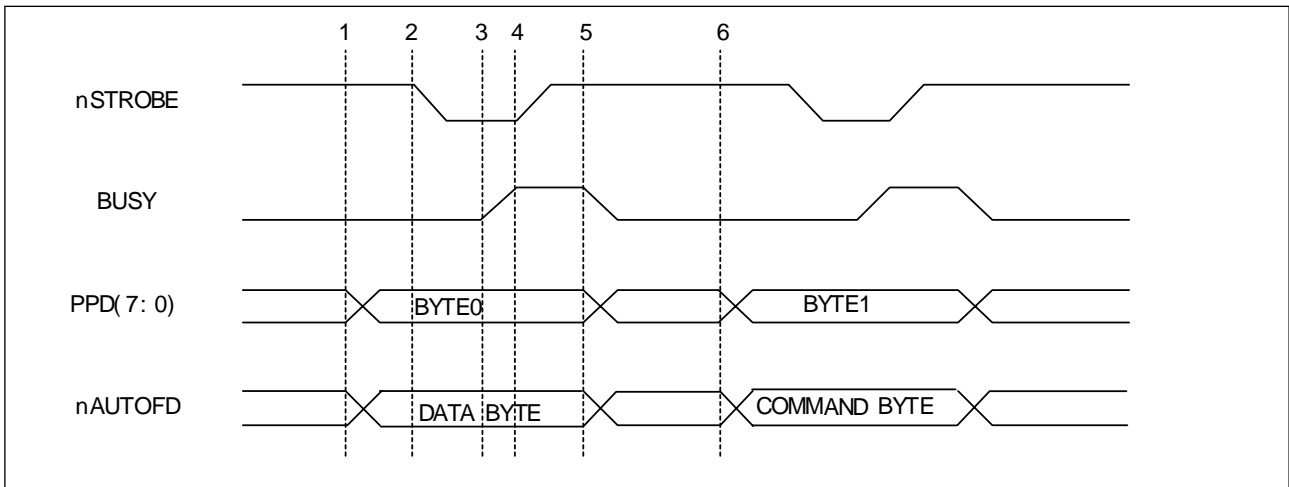 1 2 3 4 5 6
nSTROBE
BUSY
PPD(7:0) BYTE0 BYTE1
nAUTOFD DATA BYTE COMMAND BYTE